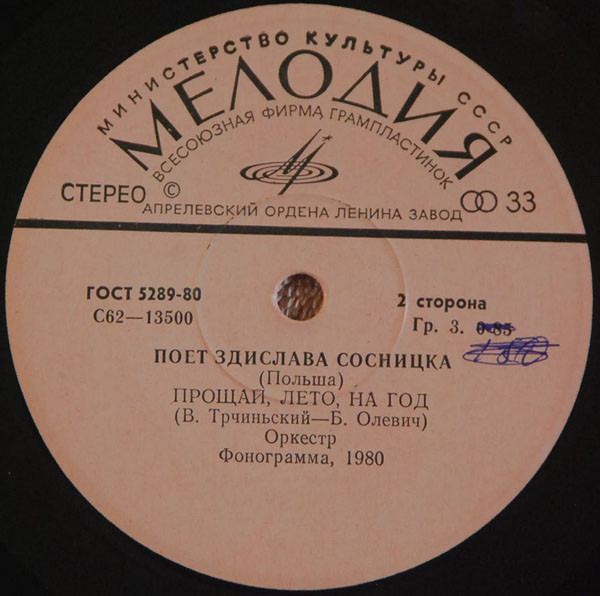 МИНИСТЕРСТВО КУЛЬТУРЫ СССР
МЕЛОДИЯ
ВСЕСОЮЗНАЯ ФИРМА ГРАМПЛАСТИНОК
СТЕРЕО © 33
АПРЕЛЕВСКИЙ ОРДЕНА ЛЕНИНА ЗАВОД
ГОСТ 5289-80 2 сторона
С62—13500 Гр. 3. 0-85
ПОЕТ ЗДИСЛАВА СОСНИЦКА
(Польша)
ПРОЩАЙ, ЛЕТО, НА ГОД
(В. Трчиньский—Б. Олевич)
Оркестр
Фонограмма, 1980